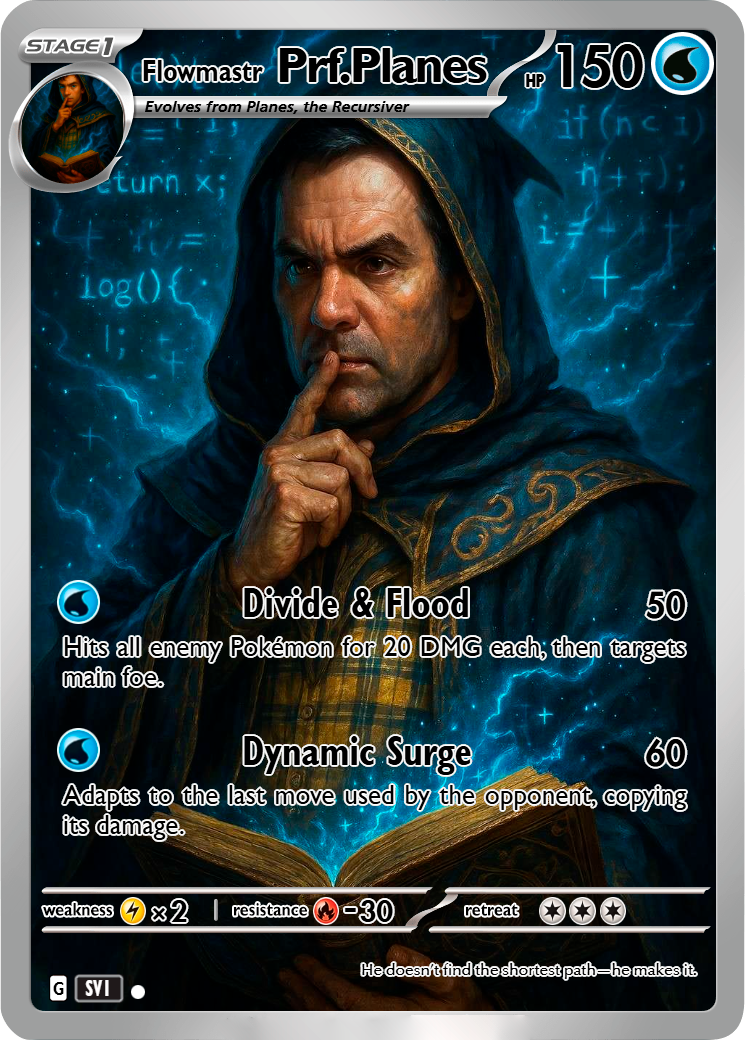 STAGE1
Flowmastr Prf.Planes HP 150
Evolves from Planes, the Recursiver
if(n<i)
eturn x;
n++);
i=
log(){
Divide & Flood 50
Hits all enemy Pokémon for 20 DMG each, then targets
main foe.
Dynamic Surge 60
Adapts to the last move used by the opponent, copying
its damage.
weakness ×2 | resistance -30 retreat
He doesn't find the shortest path—he makes it.
G SVI